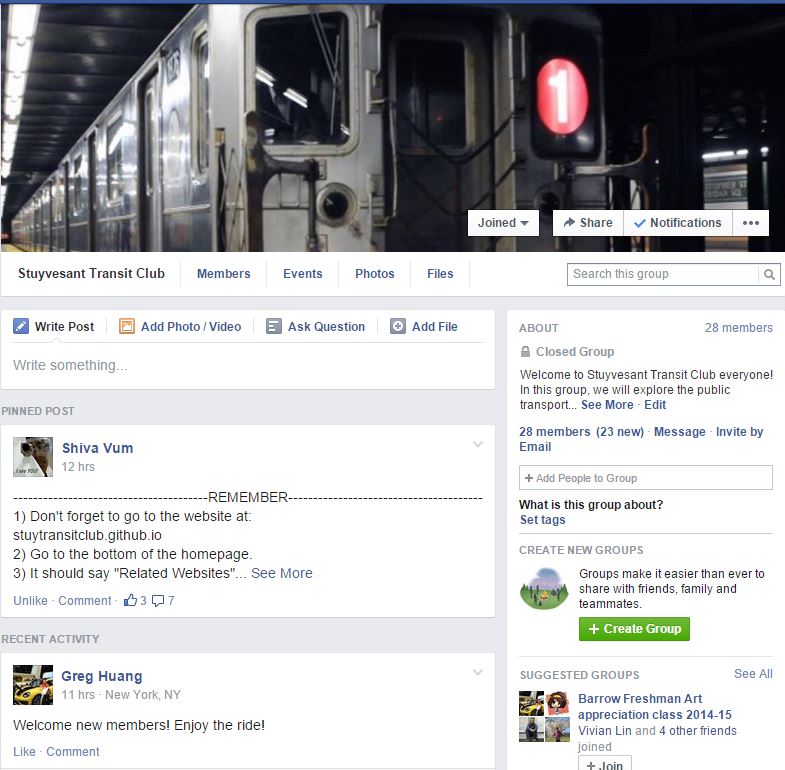 1
Joined
Share
Notifications
Stuyvesant Transit Club
Members
Events
Photos
Files
Search this group
Write Post
Add Photo / Video
Ask Question
Add File
Write something...
PINNED POST
Shiva Vum
12 hrs
---------------------------------------REMEMBER---------------------------------------
1) Don't forget to go to the website at:
stuytransitclub.github.io
2) Go to the bottom of the homepage.
3) It should say "Related Websites"... See More
Unlike · Comment · 3 7
RECENT ACTIVITY
Greg Huang
11 hrs · New York, NY
Welcome new members! Enjoy the ride!
Like · Comment
ABOUT
28 members
Closed Group
Welcome to Stuyvesant Transit Club everyone!
In this group, we will explore the public
transport... See More · Edit
28 members (23 new) · Message · Invite by
Email
+ Add People to Group
What is this group about?
Set tags
CREATE NEW GROUPS
Groups make it easier than ever to
share with friends, family and
teammates.
+ Create Group
SUGGESTED GROUPS
See All
Barrow Freshman Art
appreciation class 2014-15
Vivian Lin and 4 other friends
joined
+ Join